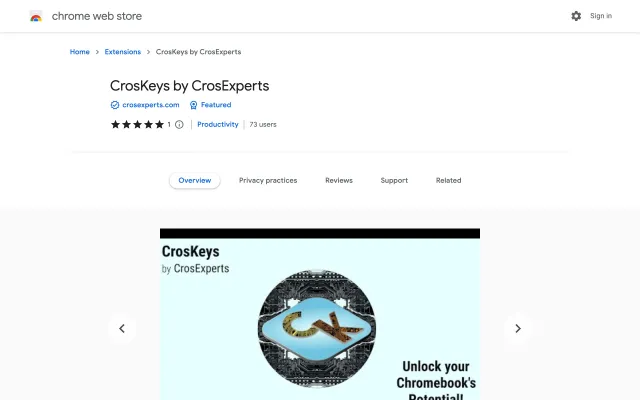 chrome web store
Sign in
Home > Extensions > CrosKeys by CrosExperts
CrosKeys by CrosExperts
crosexperts.com Featured
1 Productivity 73 users
Overview Privacy practices Reviews Support Related
CrosKeys
by CrosExperts
CK
Unlock your
Chromebook's
Potential!